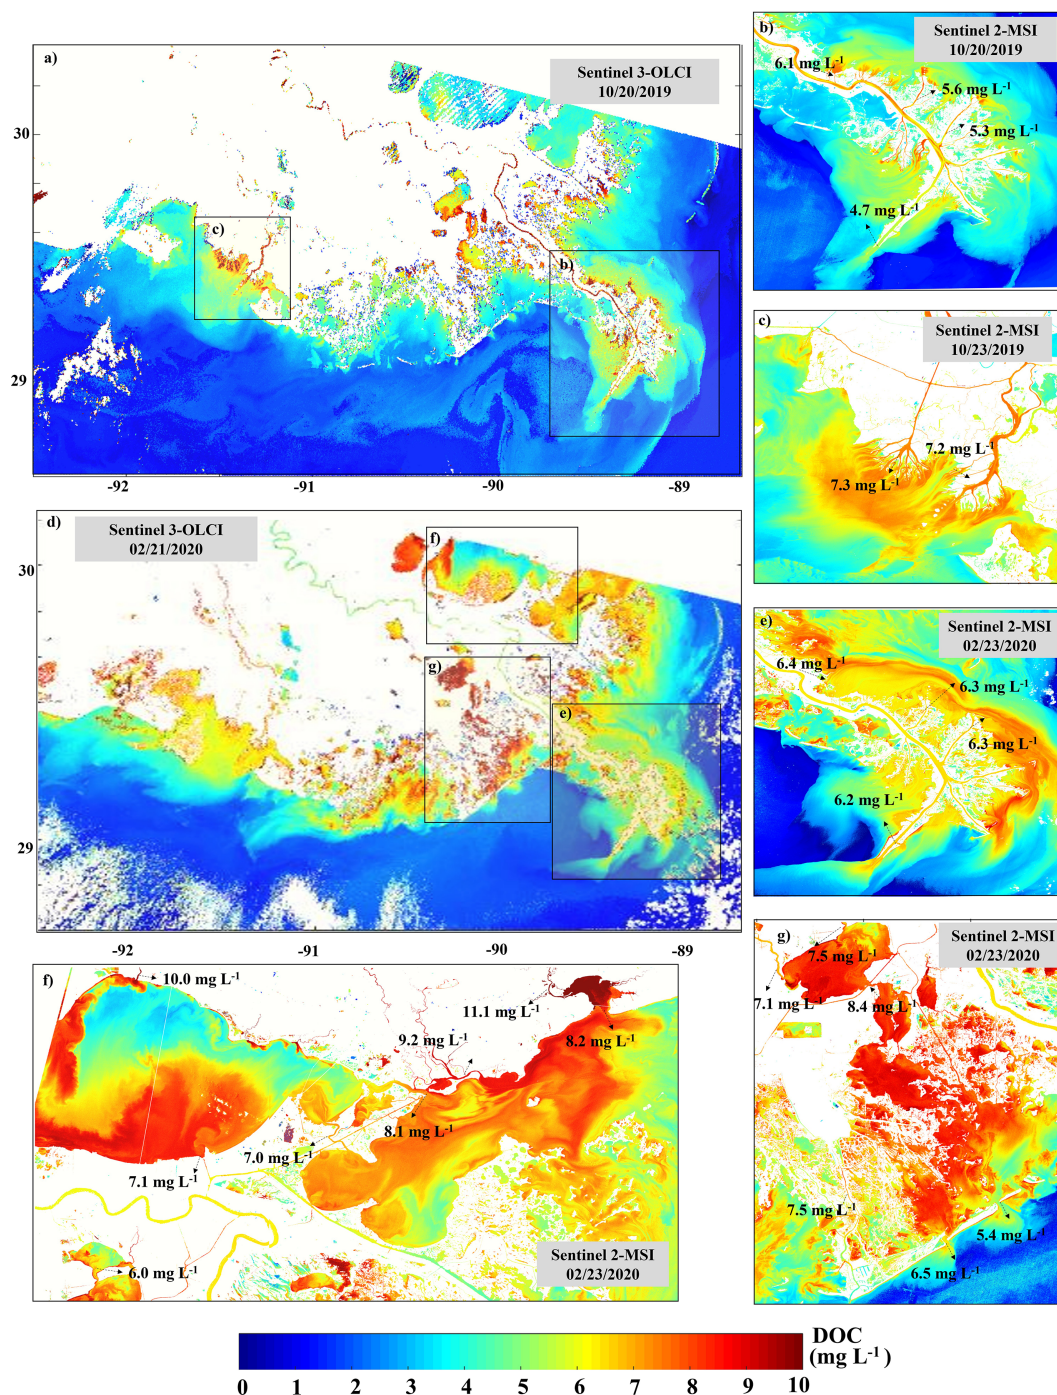 a)
Sentinel 3-OLCI
10/20/2019
30
29
c)
b)
-92
-91
-90
-89
b)
Sentinel 2-MSI
10/20/2019
6.1 mg L-1
5.6 mg L-1
5.3 mg L-1
4.7 mg L-1
c)
Sentinel 2-MSI
10/23/2019
7.2 mg L-1
7.3 mg L-1
d)
Sentinel 3-OLCI
02/21/2020
30
29
f)
g)
e)
-92
-91
-90
-89
e)
Sentinel 2-MSI
02/23/2020
6.4 mg L-1
6.3 mg L-1
6.3 mg L-1
6.2 mg L-1
f)
10.0 mg L-1
11.1 mg L-1
9.2 mg L-1
8.2 mg L-1
8.1 mg L-1
7.0 mg L-1
7.1 mg L-1
6.0 mg L-1
Sentinel 2-MSI
02/23/2020
g)
Sentinel 2-MSI
02/23/2020
7.5 mg L-1
7.1 mg L-1
8.4 mg L-1
7.5 mg L-1
5.4 mg L-1
6.5 mg L-1
DOC
(mg L-1)
0 1 2 3 4 5 6 7 8 9 10